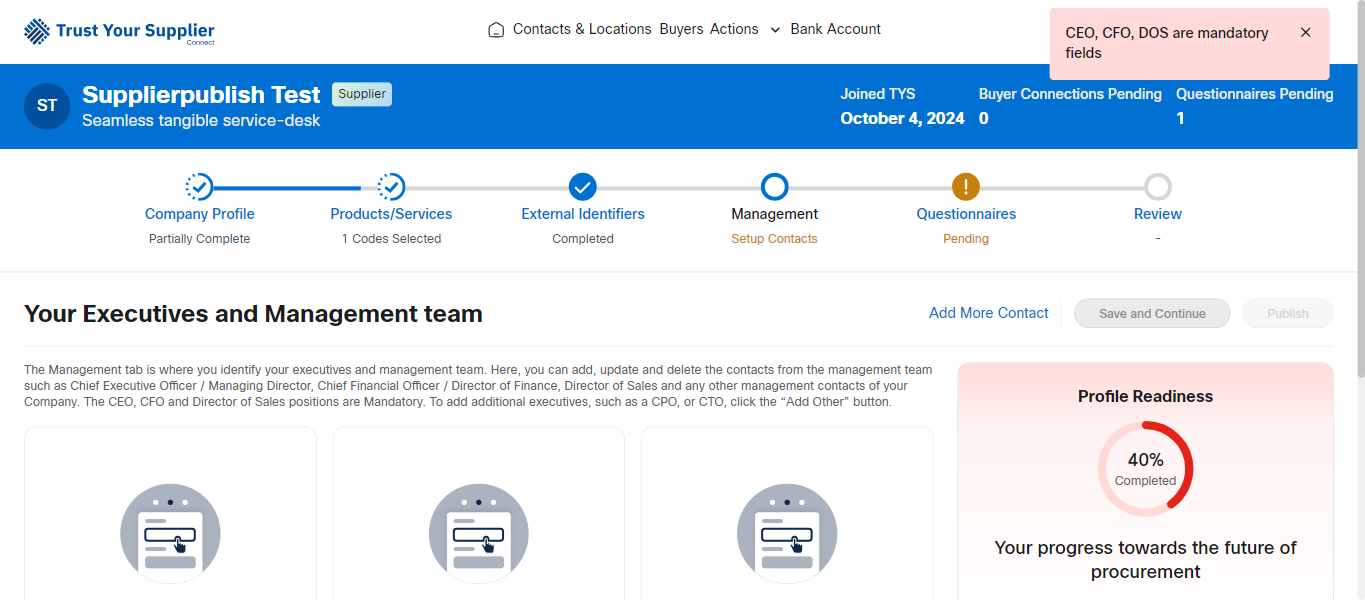 Trust Your Supplier
Connect
Contacts & Locations Buyers Actions Bank Account
CEO, CFO, DOS are mandatory
fields
ST
Supplierpublish Test
Supplier
Seamless tangible service-desk
Joined TYS
October 4, 2024
Buyer Connections Pending
0
Questionnaires Pending
1
Company Profile
Partially Complete
Products/Services
1 Codes Selected
External Identifiers
Completed
Management
Setup Contacts
Questionnaires
Pending
Review
-
Your Executives and Management team
Add More Contact
Save and Continue
Publish
The Management tab is where you identify your executives and management team. Here, you can add, update and delete the contacts from the management team
such as Chief Executive Officer / Managing Director, Chief Financial Officer / Director of Finance, Director of Sales and any other management contacts of your
Company. The CEO, CFO and Director of Sales positions are Mandatory. To add additional executives, such as a CPO, or CTO, click the “Add Other” button.
Profile Readiness
40%
Completed
Your progress towards the future of
procurement